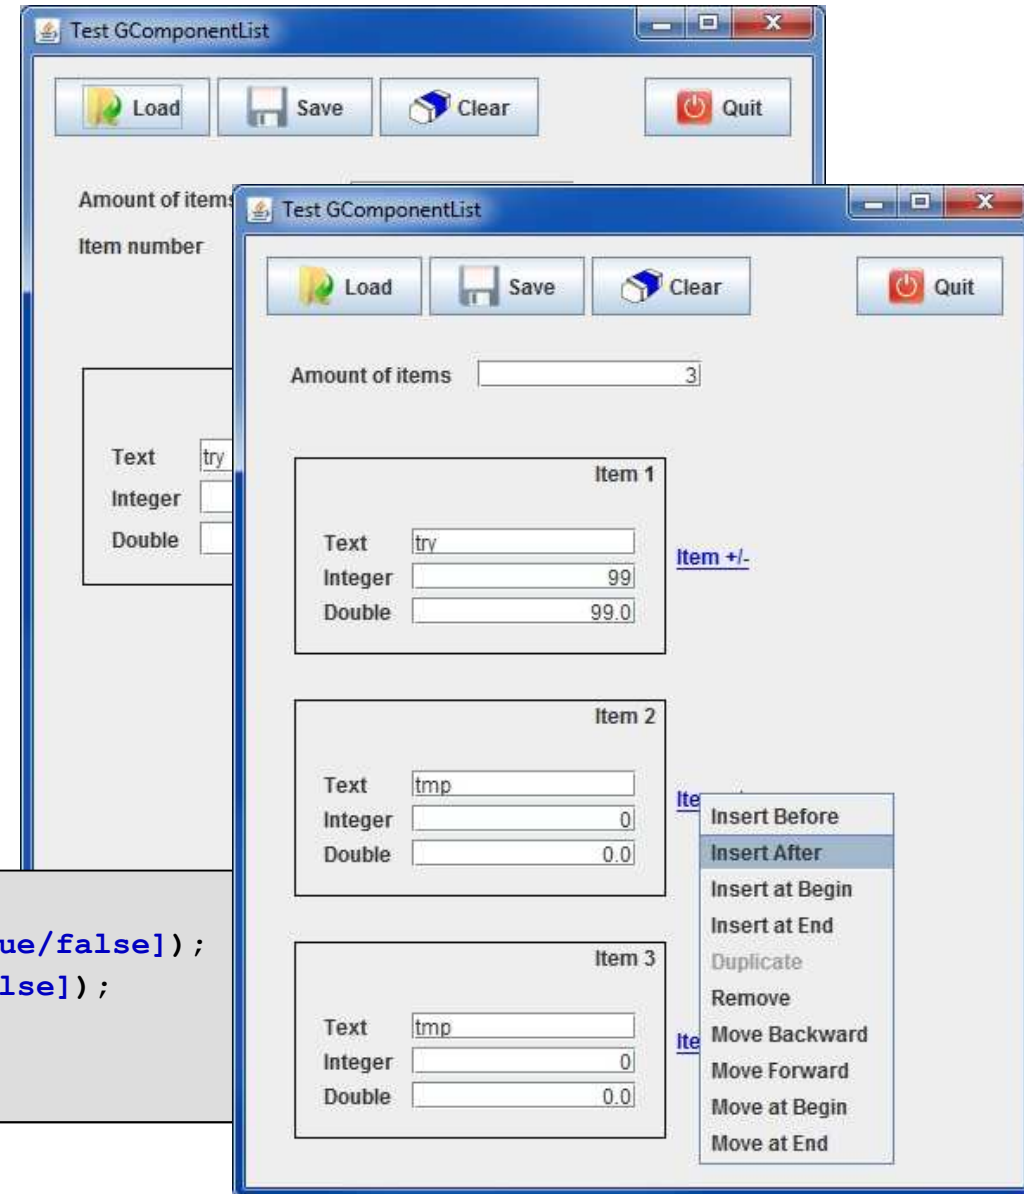 Test GComponentList
Load Save Clear Quit
Amount of items
Item number
Text try
Integer
Double
Test GComponentList
Load Save Clear Quit
Amount of items 3
Item 1
Text try
Integer 99
Double 99.0
Item +/-
Item 2
Text tmp
Integer 0
Double 0.0
Insert Before
Insert After
Insert at Begin
Insert at End
Duplicate
Remove
Move Backward
Move Forward
Move at Begin
Move at End
Item 3
Text tmp
Integer 0
Double 0.0
ue/false]);
lse]);